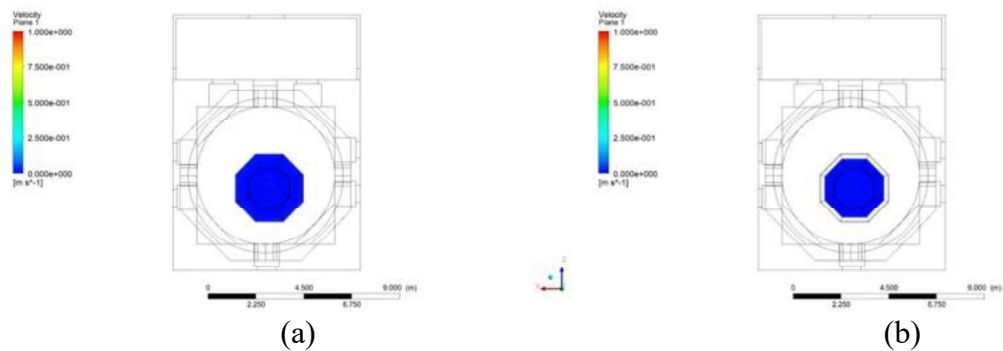 Velocity
Plane 1
1.000e+000
7.500e-001
5.000e-001
2.500e-001
0.000e+000
[m s^-1]
0 4.500 9.000 (m)
2.250 6.750
(a)
Z
X
Velocity
Plane 1
1.000e+000
7.500e-001
5.000e-001
2.500e-001
0.000e+000
[m s^-1]
0 4.500 9.000 (m)
2.250 6.750
(b)